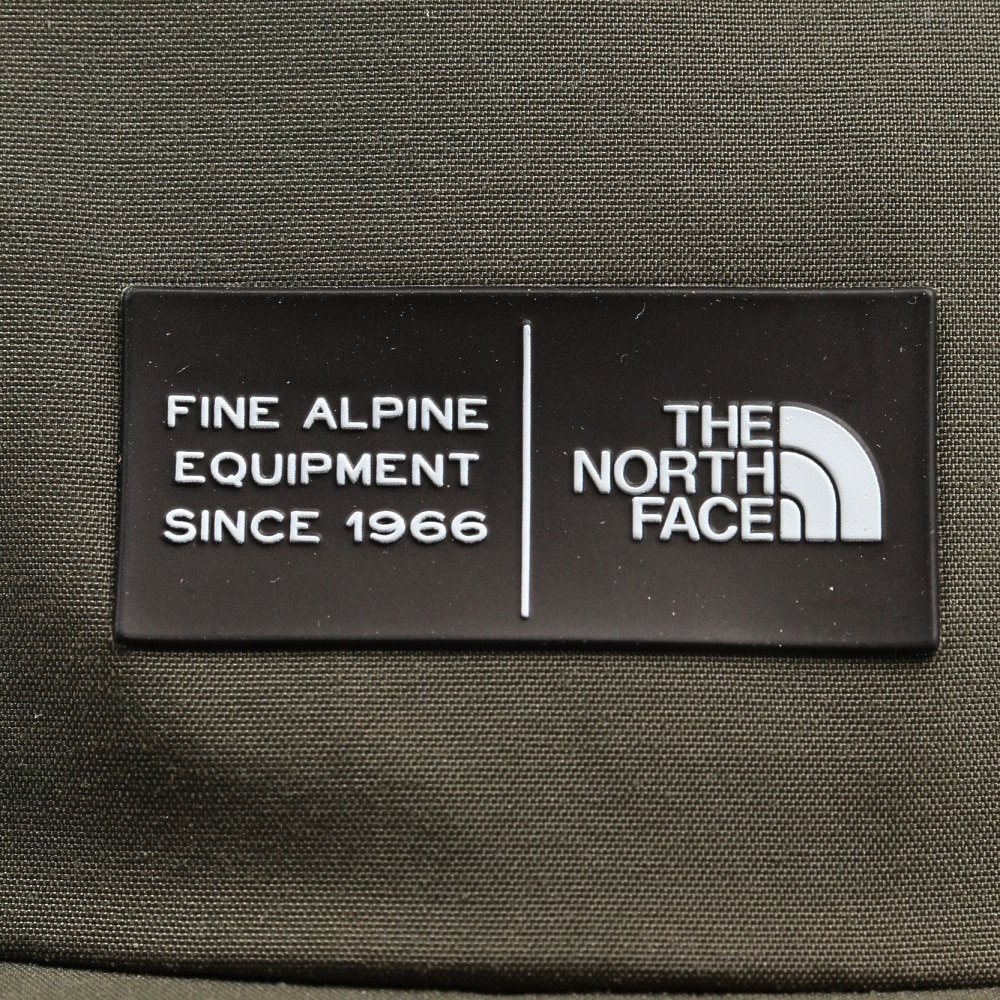 FINE ALPINE
EQUIPMENT
SINCE 1966
THE
NORTH
FACE